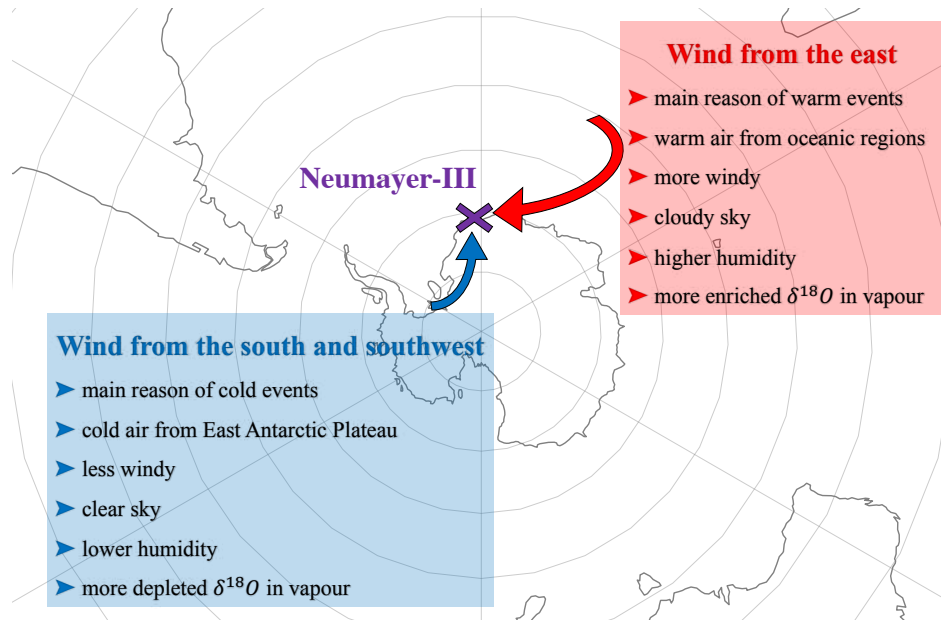 Wind from the east
➤ main reason of warm events
➤ warm air from oceanic regions
➤ more windy
➤ cloudy sky
➤ higher humidity
➤ more enriched δ¹⁸O in vapour
Neumayer-III
Wind from the south and southwest
➤ main reason of cold events
➤ cold air from East Antarctic Plateau
➤ less windy
➤ clear sky
➤ lower humidity
➤ more depleted δ¹⁸O in vapour